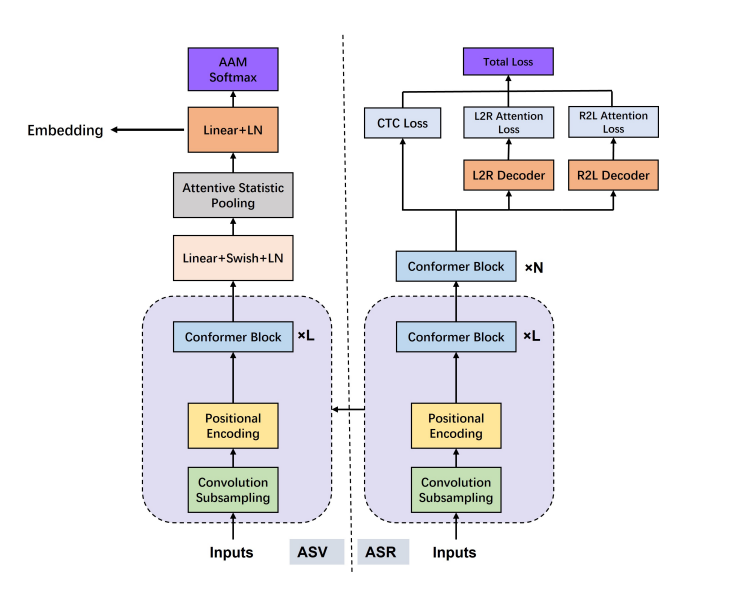 AAM
Softmax
Linear+LN
Embedding
Attentive Statistic
Pooling
Linear+Swish+LN
Conformer Block
×L
Positional
Encoding
Convolution
Subsampling
Inputs
ASV
Total Loss
CTC Loss
L2R Attention
Loss
R2L Attention
Loss
L2R Decoder
R2L Decoder
Conformer Block
×N
Conformer Block
×L
Positional
Encoding
Convolution
Subsampling
ASR
Inputs